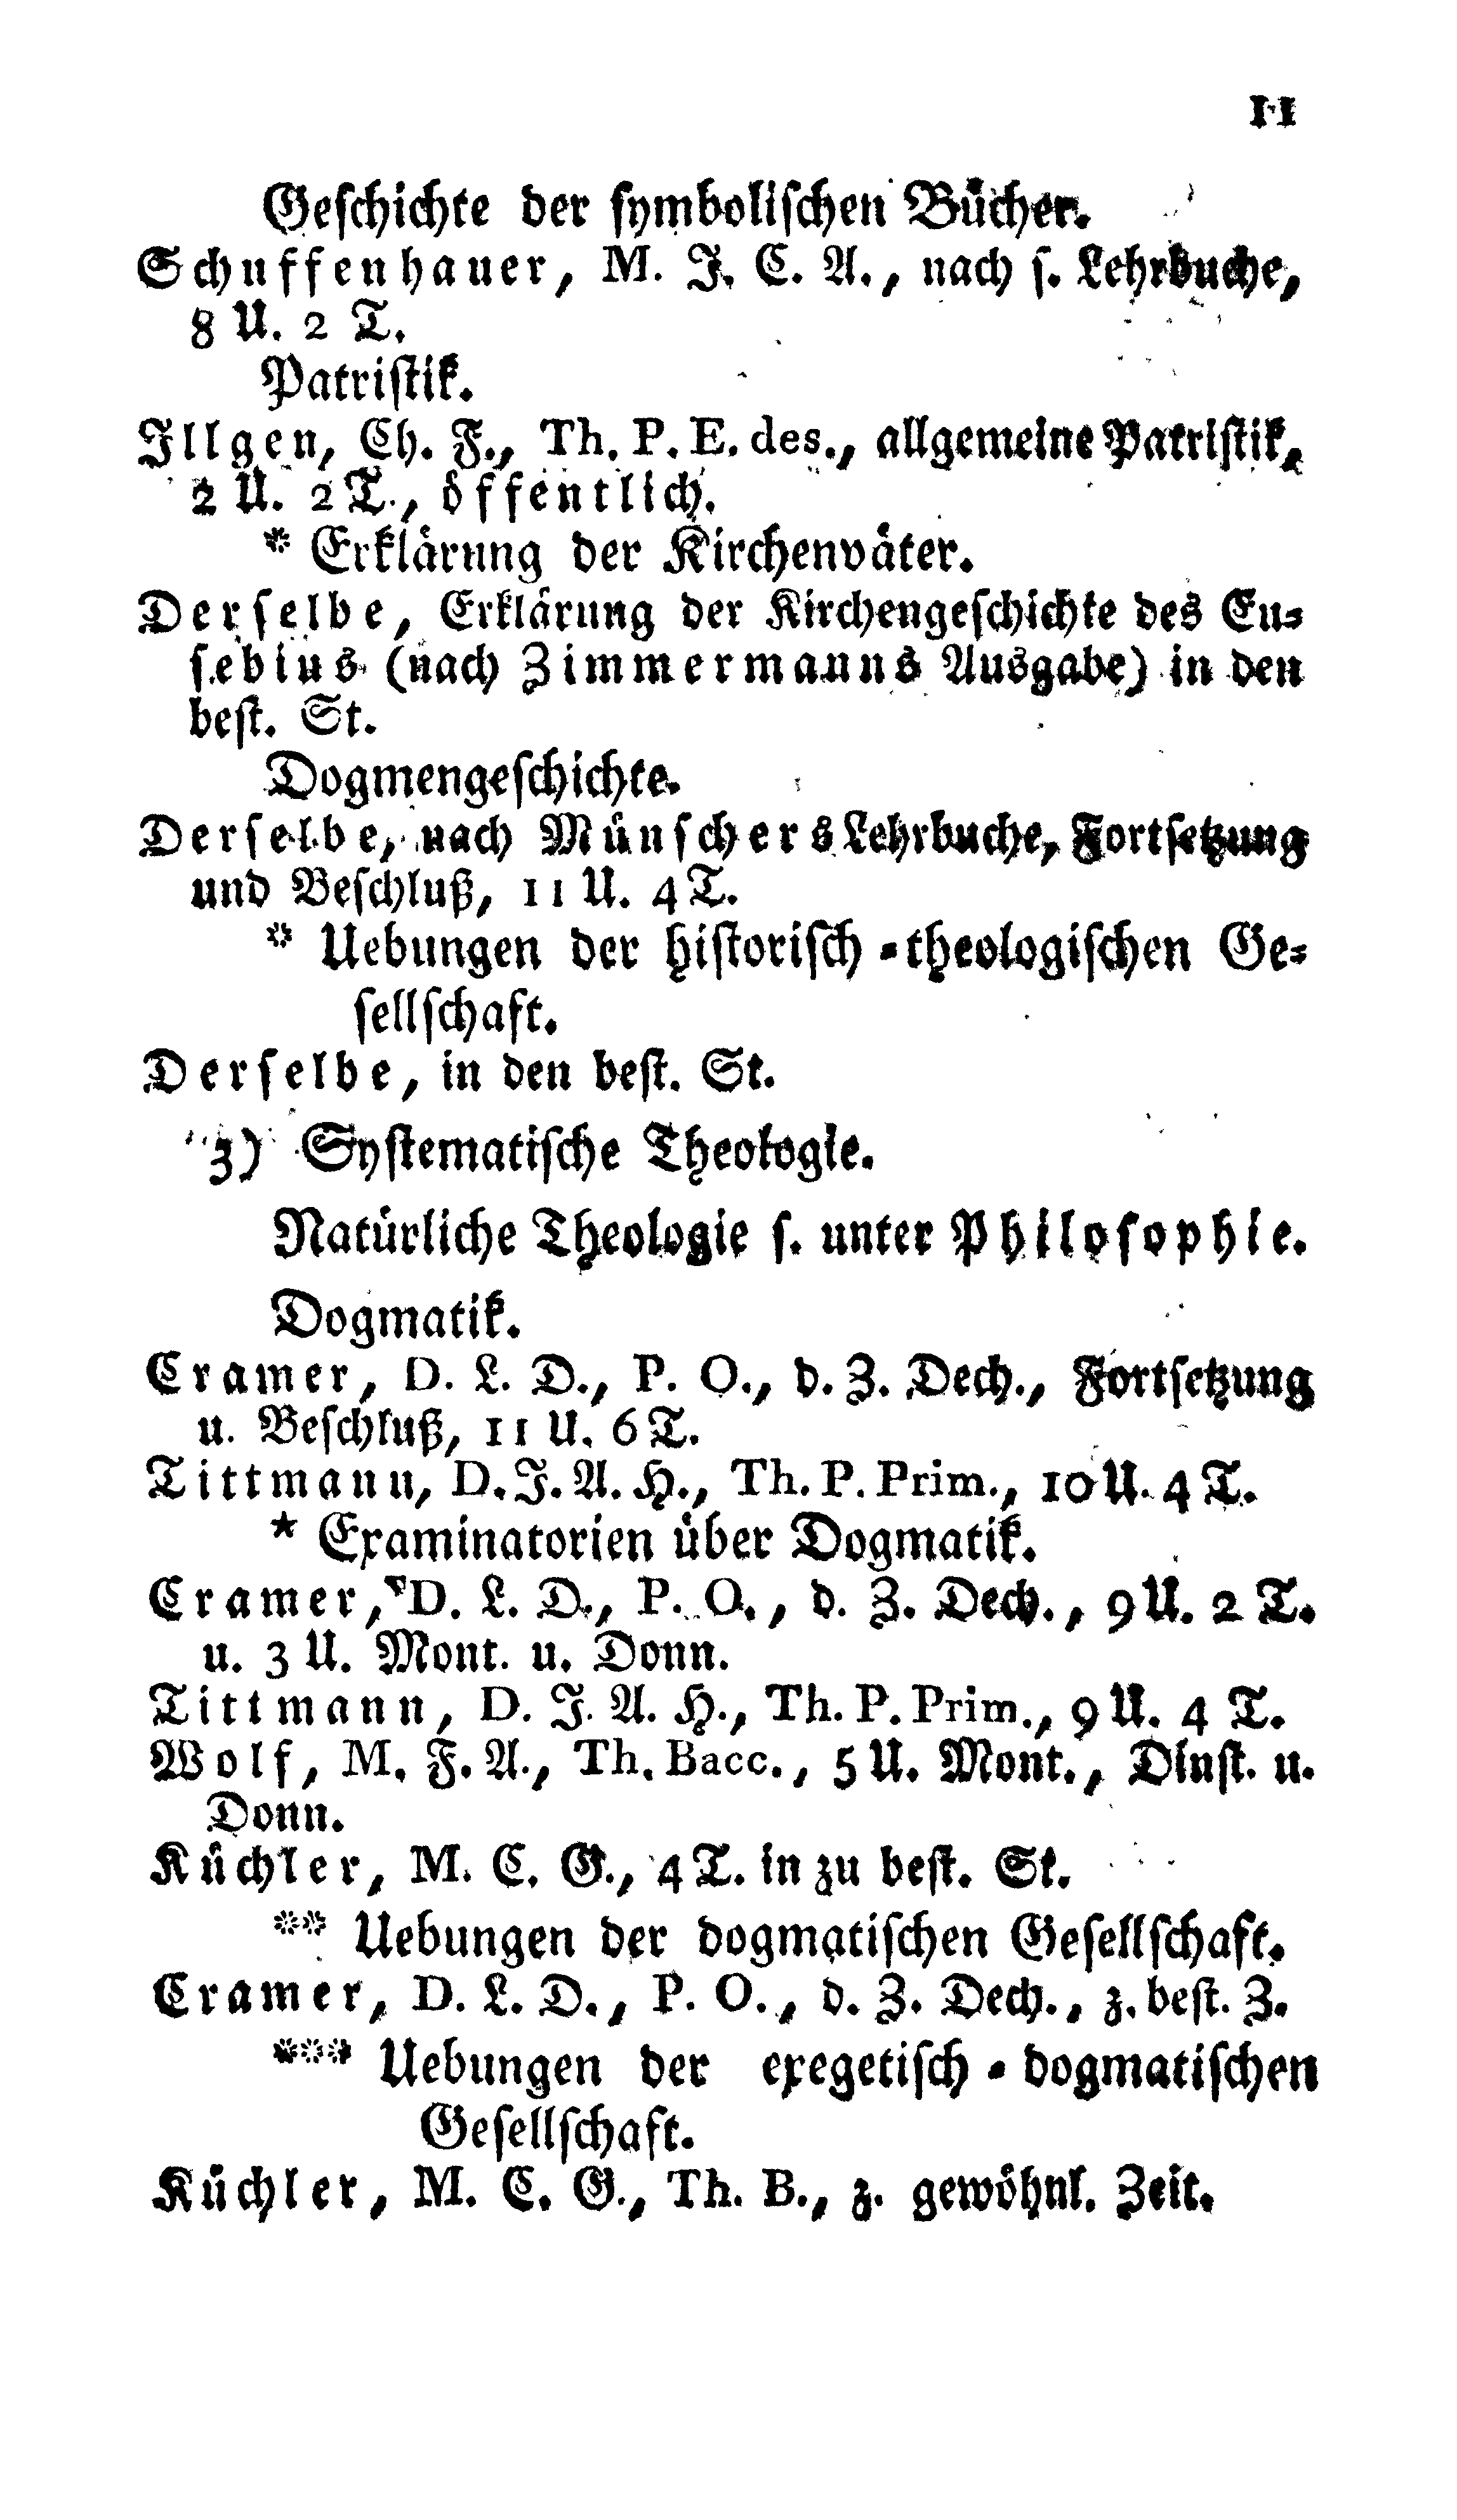 11
Geschichte der symbolischen Bücher.
Schuffenhauer, M. J. C. A., nach s. Lehrbuche,
8 U. 2 T.
Patristik.
Illgen, Ch. F., Th. P. E. des., allgemeine Patristik,
2 U. 2 T., öffentlich.
* Erklärung der Kirchenväter.
Derselbe, Erklärung der Kirchengeschichte des Eu-
sebius (nach Zimmermanns Ausgabe) in den
best. St.
Dogmengeschichte.
Derselbe, nach Münschers Lehrbuche, Fortsetzung
und Beschluß, 11 U. 4 T.
* Uebungen der historisch-theologischen Ge-
sellschaft.
Derselbe, in den best. St.
3) Systematische Theologie.
Natürliche Theologie s. unter Philosophie.
Dogmatik.
Cramer, D. L. D., P. O., d. Z. Dech., Fortsetzung
u. Beschluß, 11 U. 6 T.
Tittmann, D. J. A. H., Th. P. Prim., 10 U. 4 T.
* Examinatorien über Dogmatik.
Cramer, D. L. D., P. O., d. Z. Dech., 9 U. 2 T.
u. 3 U. Mont. u. Donn.
Tittmann, D. J. A. H., Th. P. Prim., 9 U. 4 T.
Wolf, M. F. A., Th. Bacc., 5 U. Mont., Dinst. u.
Donn.
Küchler, M. C. G., 4 T. in zu best. St.
** Uebungen der dogmatischen Gesellschaft.
Cramer, D. L. D., P. O., d. Z. Dech., z. best. Z.
*** Uebungen der exegetisch-dogmatischen
Gesellschaft.
Küchler, M. C. G., Th. B., z. gewöhnl. Zeit.